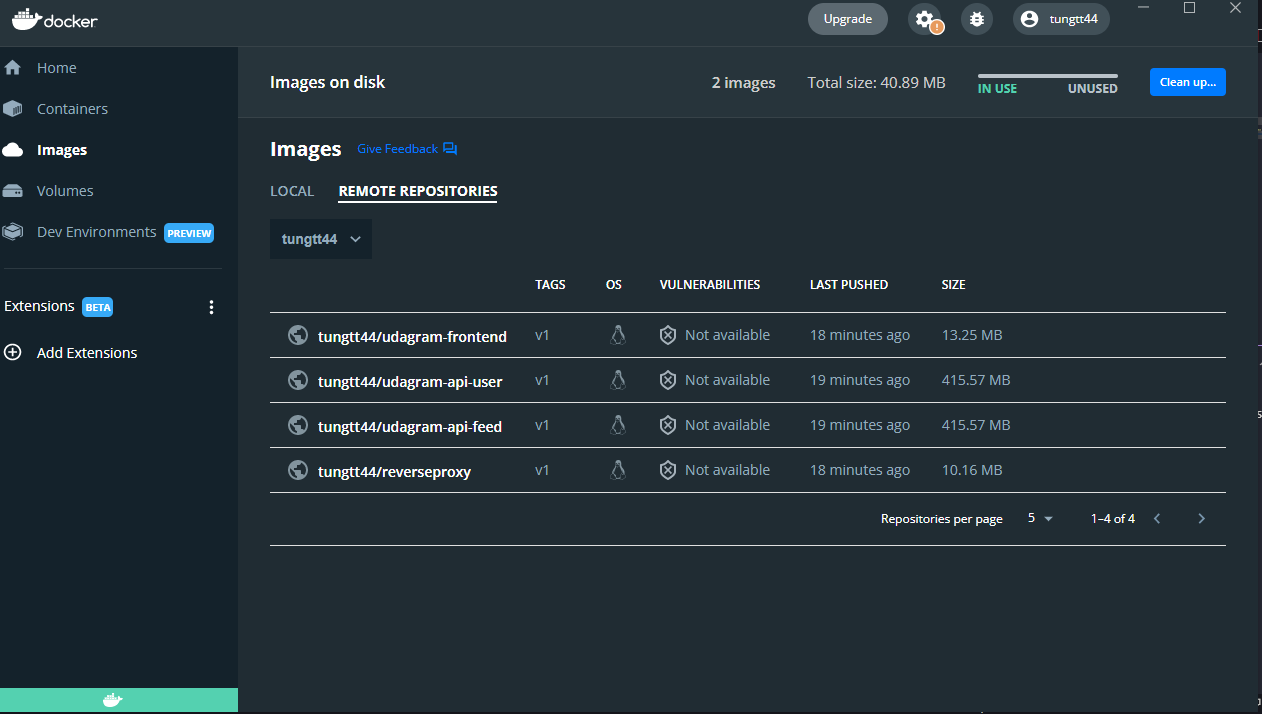 docker
Upgrade
!
tungtt44
Home
Containers
Images
Volumes
Dev Environments PREVIEW
Extensions BETA
Add Extensions
Images on disk
2 images
Total size: 40.89 MB
IN USE
UNUSED
Clean up...
Images
Give Feedback
LOCAL
REMOTE REPOSITORIES
tungtt44
TAGS OS VULNERABILITIES LAST PUSHED SIZE
tungtt44/udagram-frontend v1 Not available 18 minutes ago 13.25 MB
tungtt44/udagram-api-user v1 Not available 19 minutes ago 415.57 MB
tungtt44/udagram-api-feed v1 Not available 19 minutes ago 415.57 MB
tungtt44/reverseproxy v1 Not available 18 minutes ago 10.16 MB
Repositories per page 5 1–4 of 4